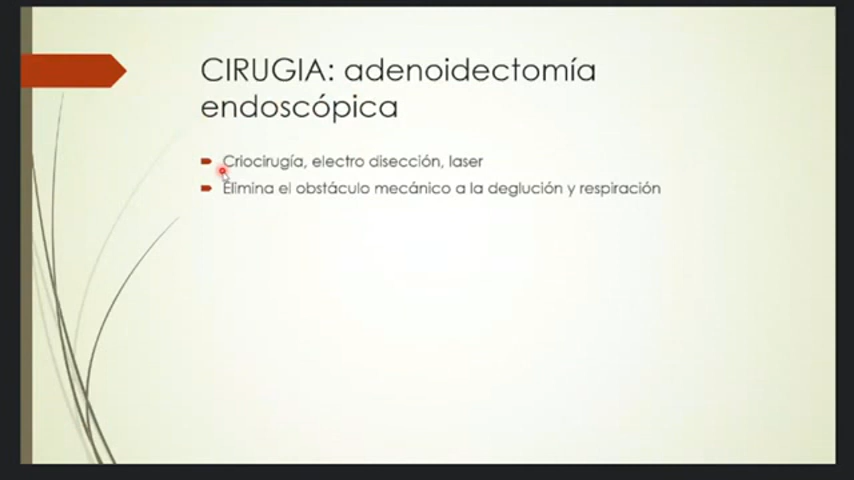 CIRUGIA: adenoidectomía
endoscópica
Criocirugía, electro disección, laser
Elimina el obstáculo mecánico a la deglución y respiración